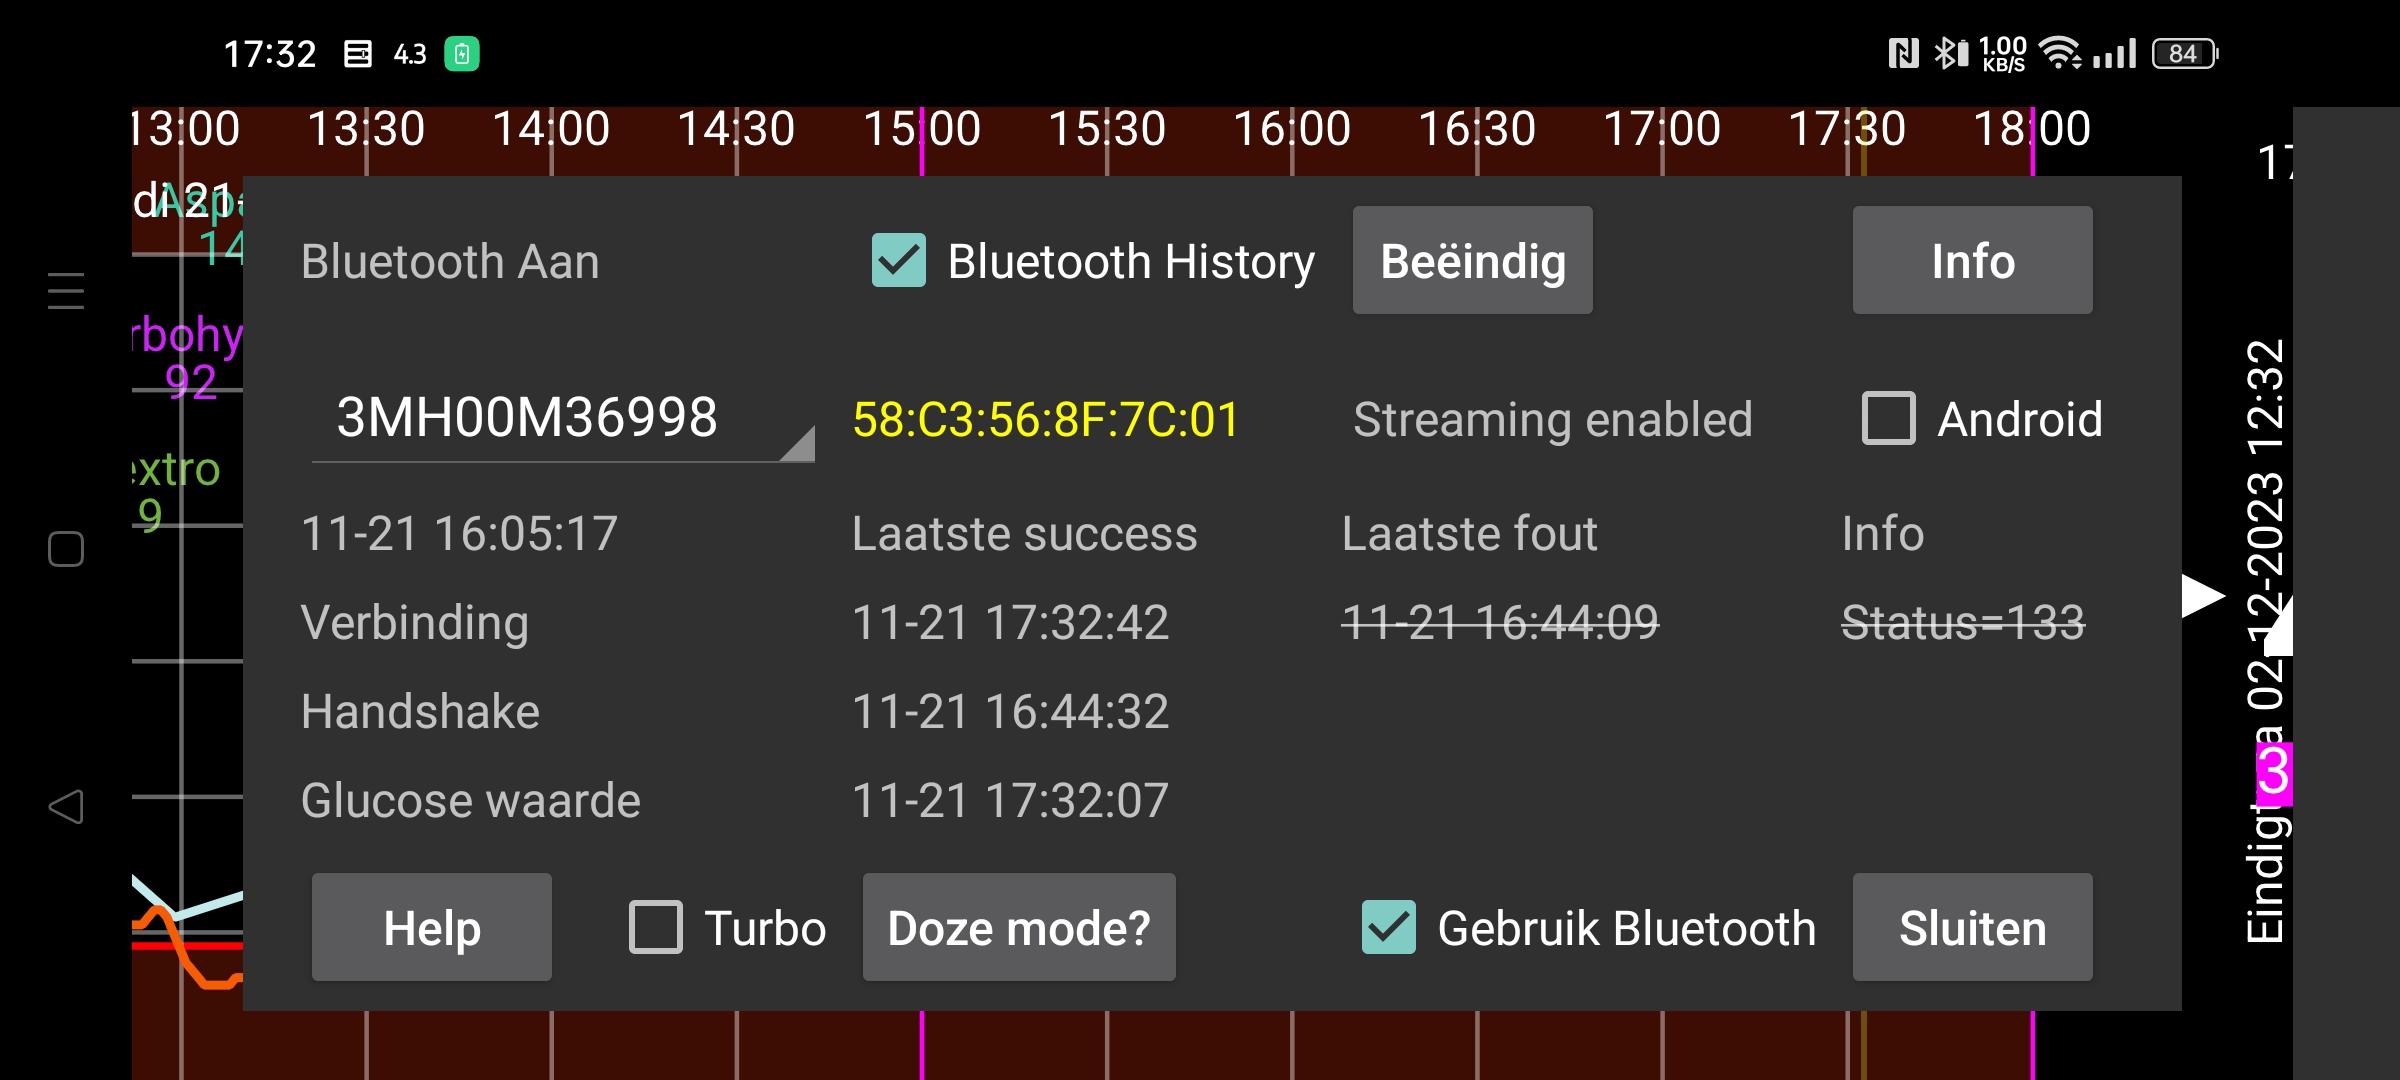 17:32 4.3 1.00 KB/S 84
13:00 13:30 14:00 14:30 15:00 15:30 16:00 16:30 17:00 17:30 18:00
17
di 21-
Aspa
14
rbohy
92
extro
9
Bluetooth Aan Bluetooth History Beëindig Info
3MH00M36998 58:C3:56:8F:7C:01 Streaming enabled Android
11-21 16:05:17 Laatste success Laatste fout Info
Verbinding 11-21 17:32:42 11-21 16:44:09 Status=133
Handshake 11-21 16:44:32
Glucose waarde 11-21 17:32:07
Help Turbo Doze mode? Gebruik Bluetooth Sluiten
02-12-2023 12:32
3